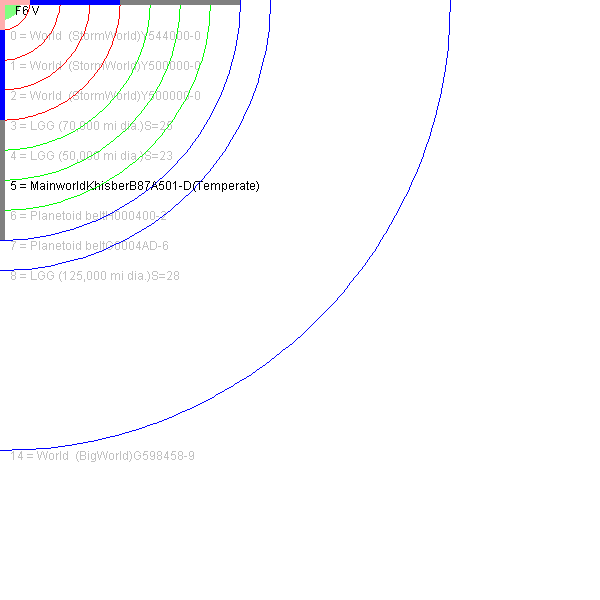 F6 V
0 = World (StormWorld)Y544000-0
1 = World (StormWorld)Y500000-0
2 = World (StormWorld)Y500000-0
3 = LGG (70,900 mi dia.)S=25
4 = LGG (50,000 mi dia.)S=23
5 = MainworldKhisberB87A501-D(Temperate)
6 = Planetoid beltH000400-2
7 = Planetoid beltG0004AD-6
8 = LGG (125,000 mi dia.)S=28
14 = World (BigWorld)G598458-9